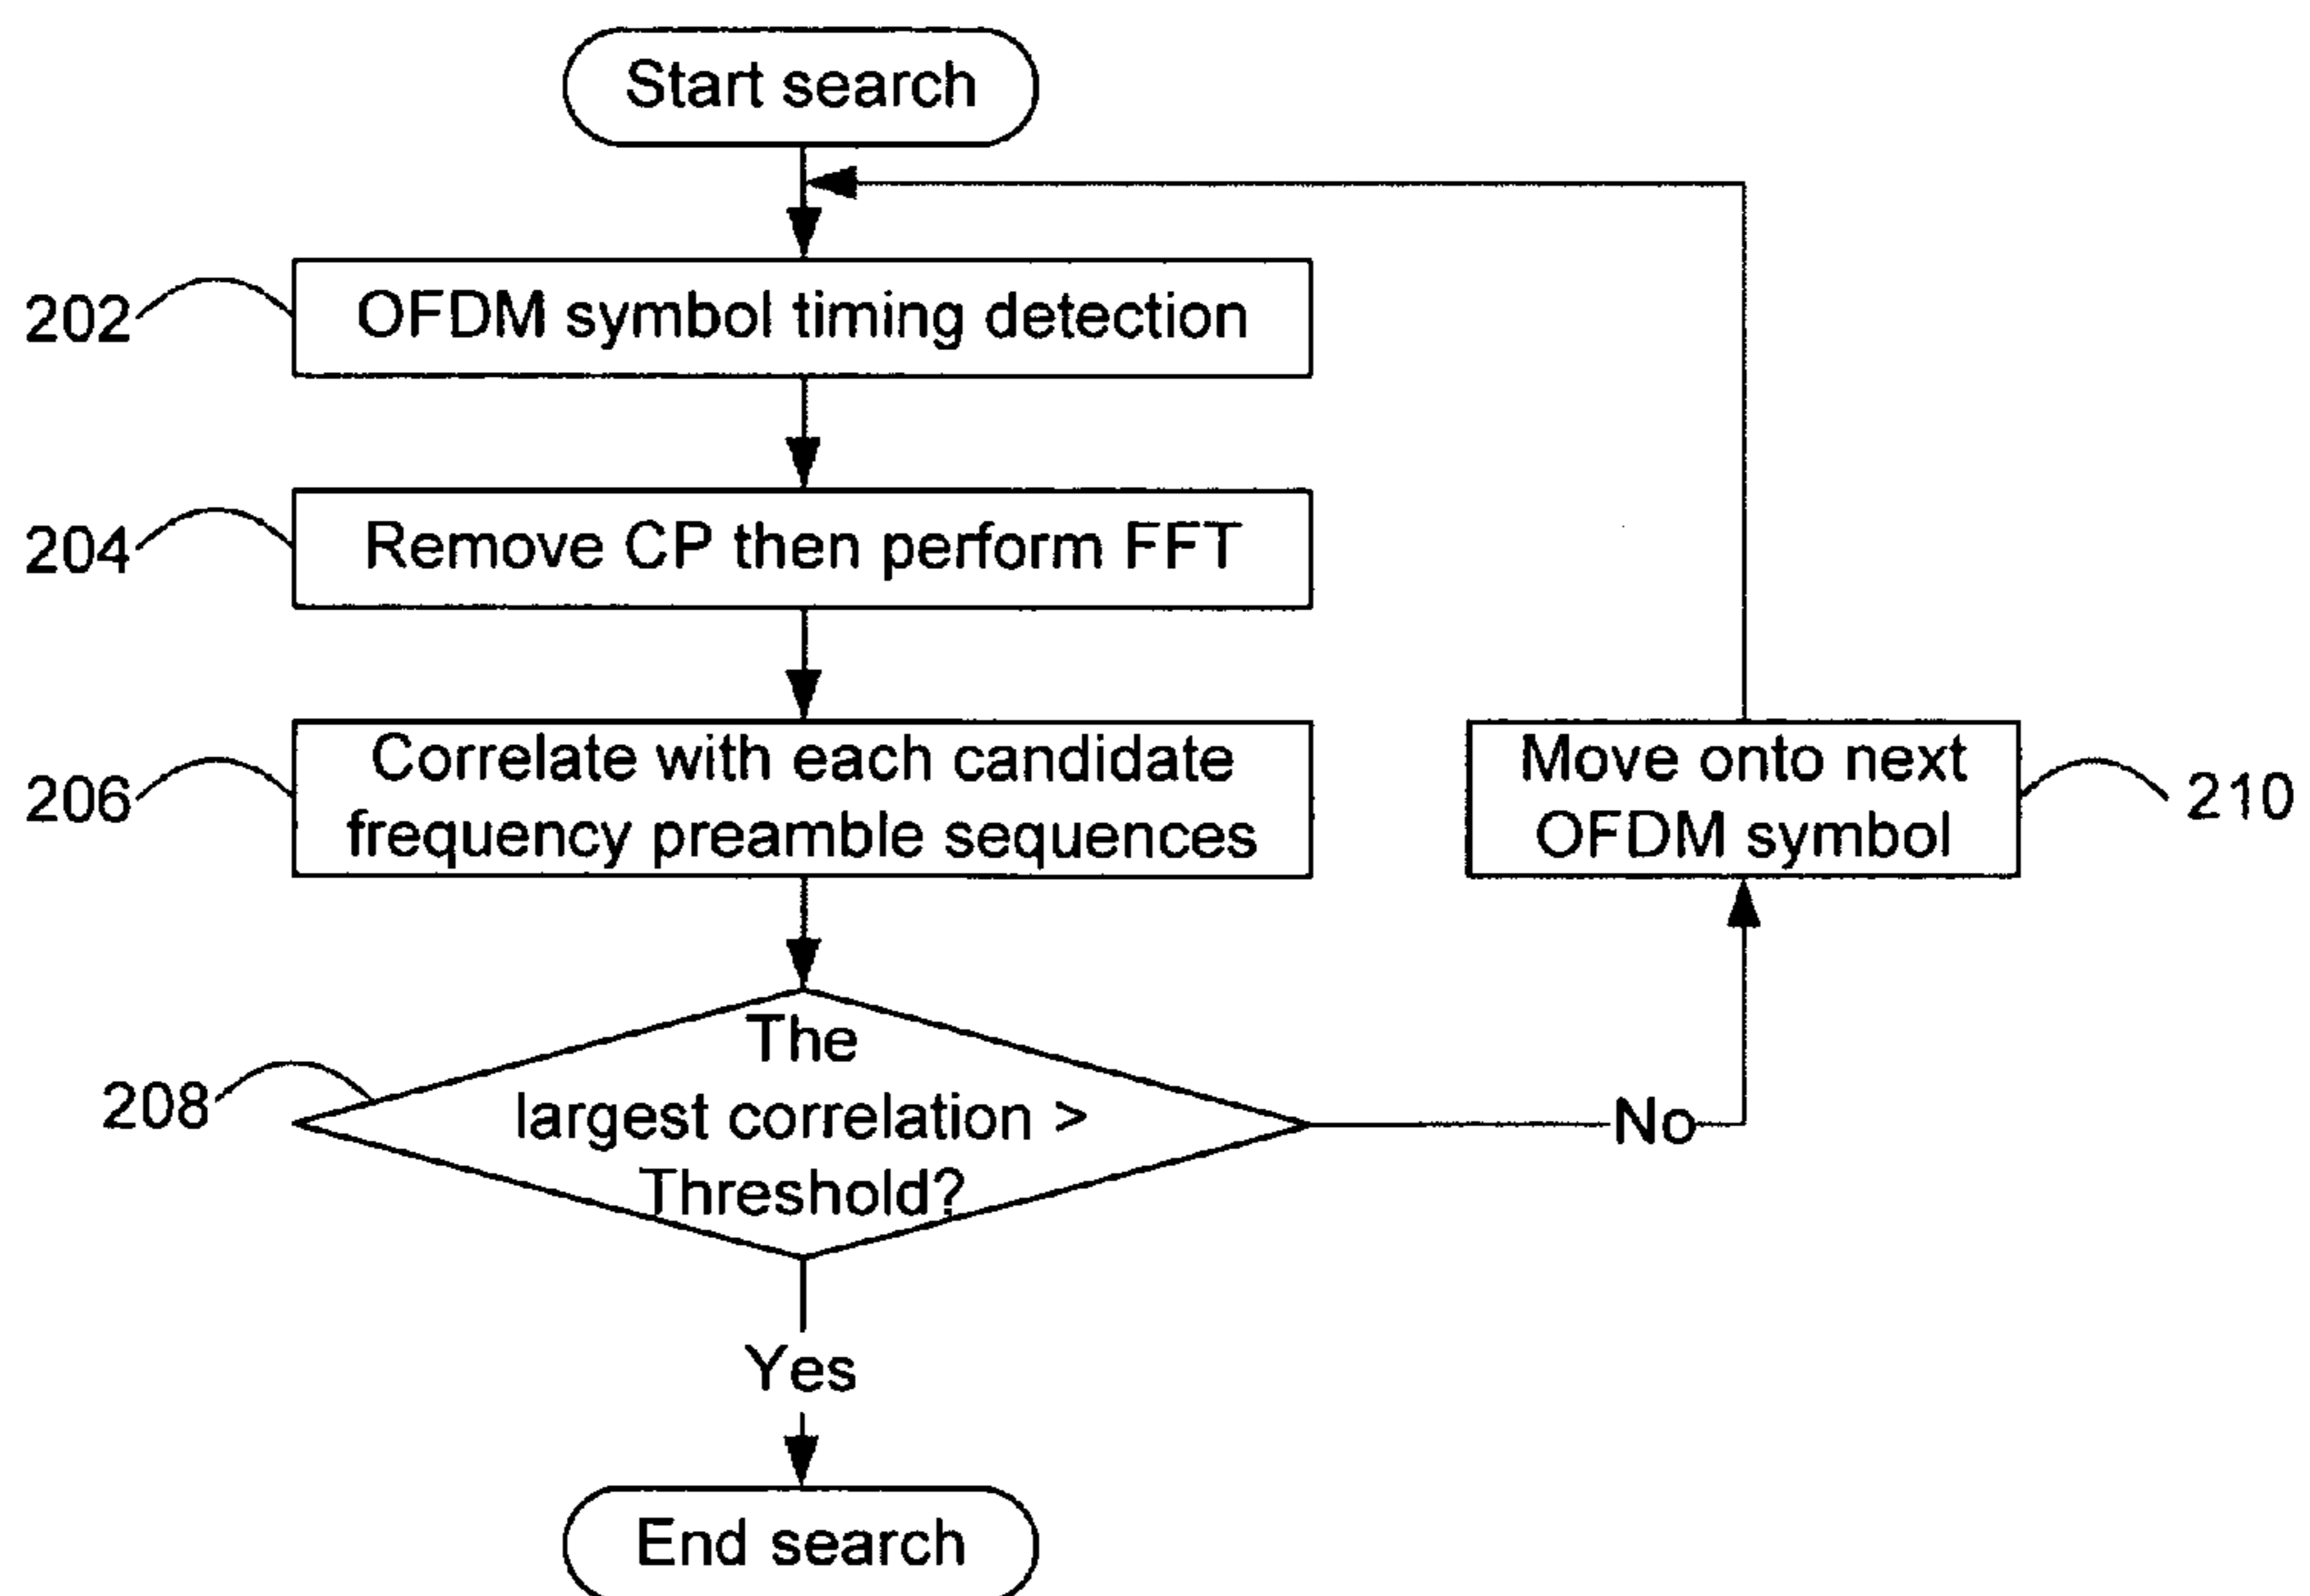 Start search
202
OFDM symbol timing detection
204
Remove CP then perform FFT
206
Correlate with each candidate
frequency preamble sequences
Move onto next
OFDM symbol
210
208
The
largest correlation >
Threshold?
No
Yes
End search